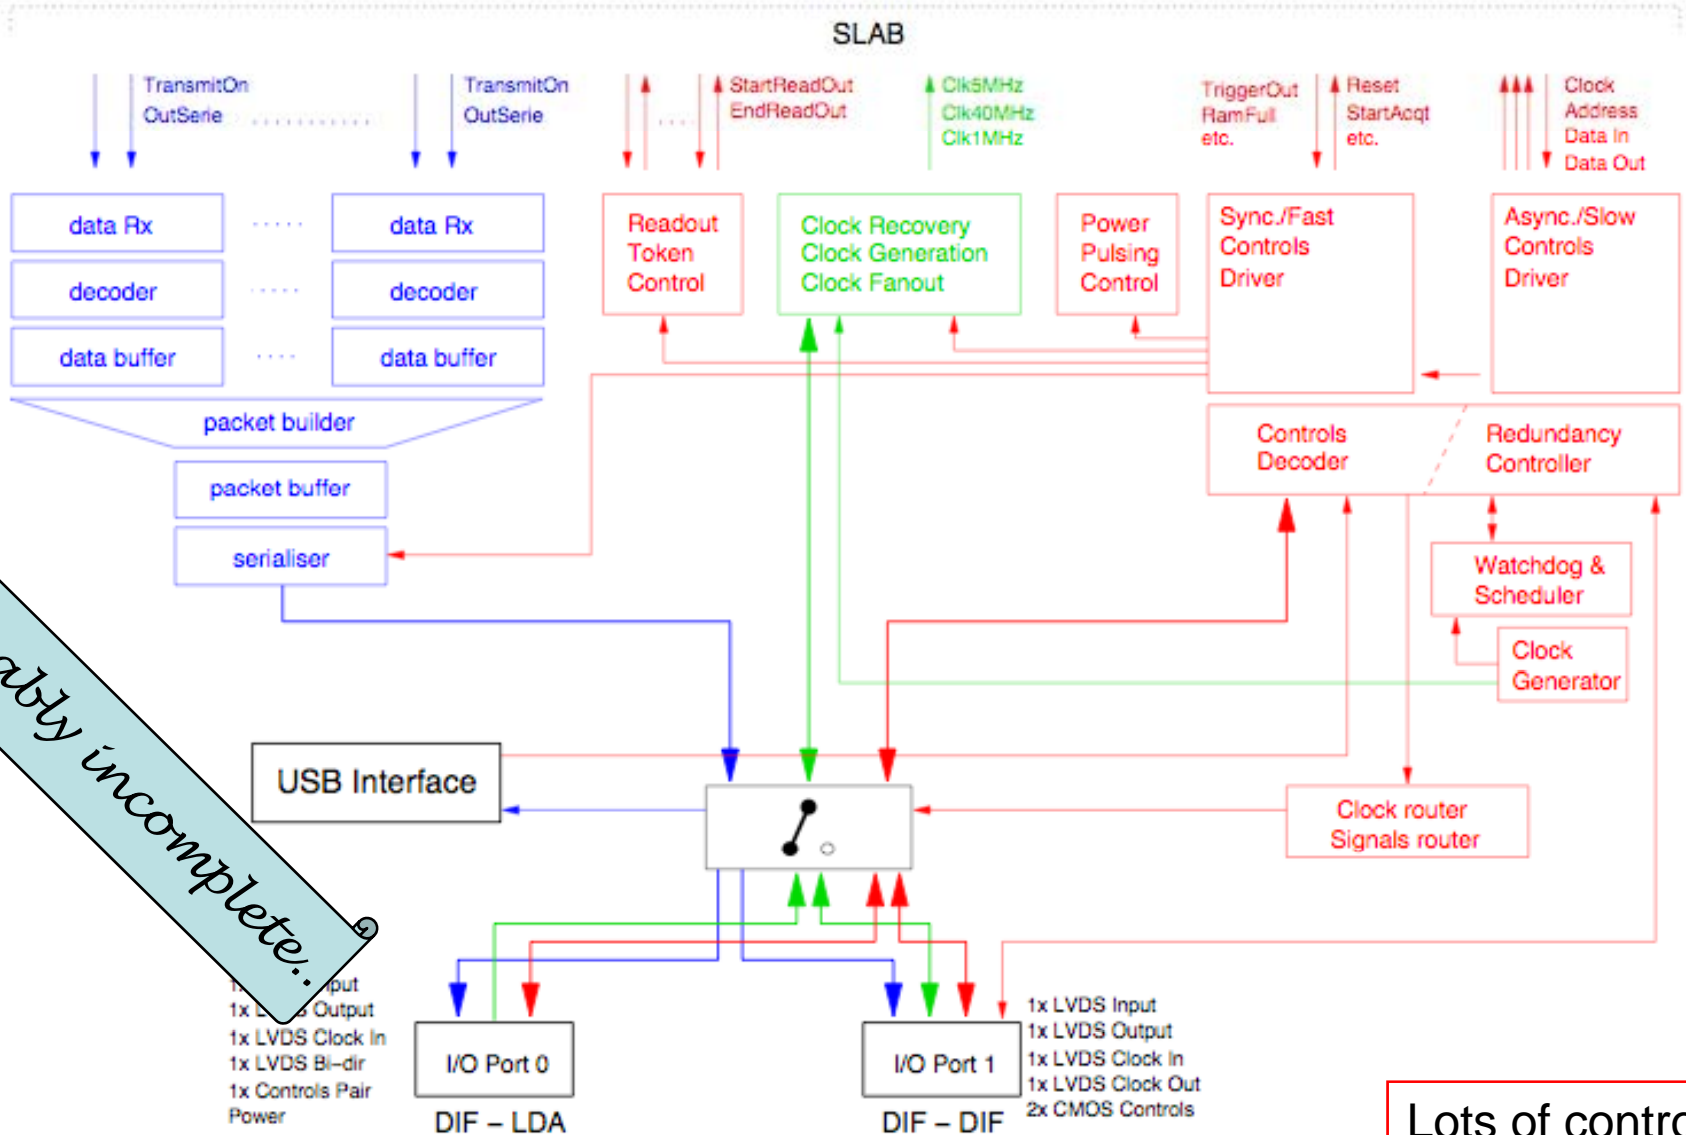 SLAB
TransmitOn
OutSerie
TransmitOn
OutSerie
StartReadOut
EndReadOut
Clk5MHz
Clk40MHz
Clk1MHz
TriggerOut
RamFull
etc.
Reset
StartAcqt
etc.
Clock
Address
Data In
Data Out
data Rx
data Rx
decoder
decoder
data buffer
data buffer
packet builder
packet buffer
serialiser
Readout
Token
Control
Clock Recovery
Clock Generation
Clock Fanout
Power
Pulsing
Control
Sync./Fast
Controls
Driver
Async./Slow
Controls
Driver
Controls
Decoder
Redundancy
Controller
Watchdog &
Scheduler
Clock
Generator
USB Interface
Clock router
Signals router
incomplete..
1x
1x Output
1x LVDS Clock In
1x LVDS Bi–dir
1x Controls Pair
Power
I/O Port 0
DIF – LDA
I/O Port 1
DIF – DIF
1x LVDS Input
1x LVDS Output
1x LVDS Clock In
1x LVDS Clock Out
2x CMOS Controls
Lots of